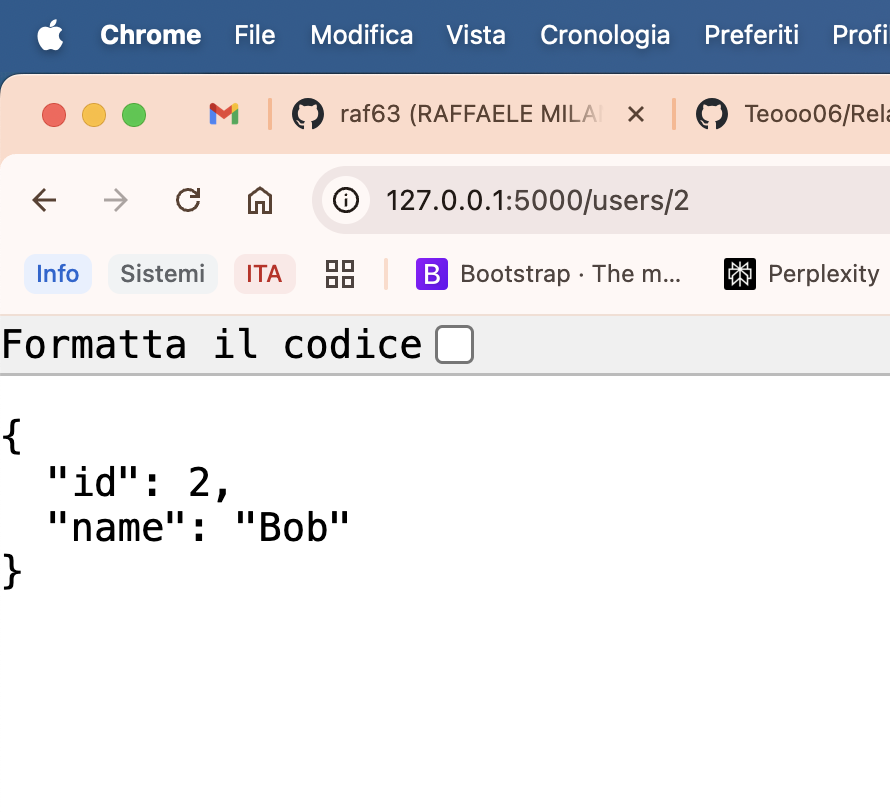 Chrome File Modifica Vista Cronologia Preferiti Profi
raf63 (RAFFAELE MILA Teooo06/Rela
127.0.0.1:5000/users/2
Info Sistemi ITA B Bootstrap · The m... Perplexity
Formatta il codice
{
"id": 2,
"name": "Bob"
}